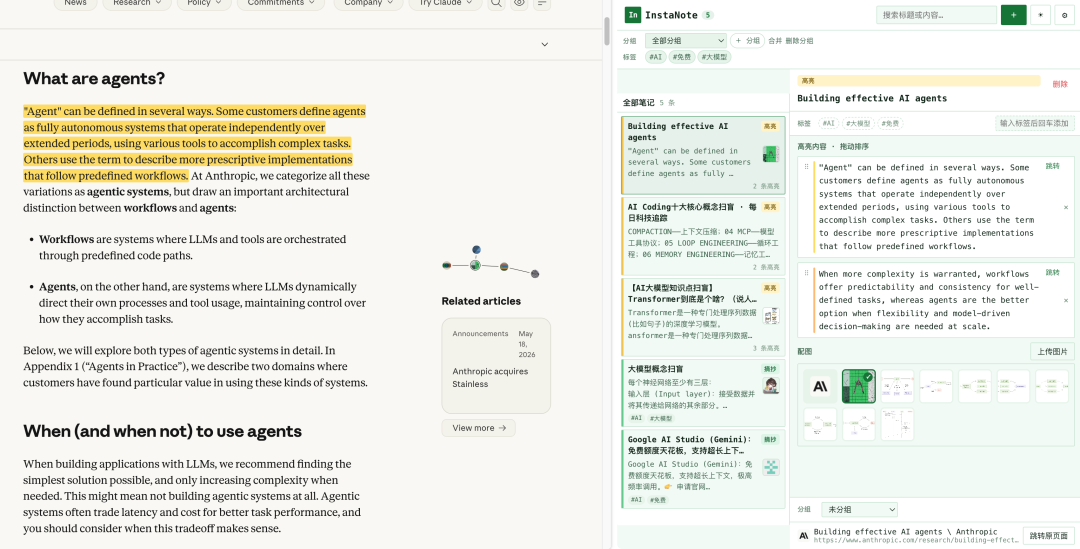 News
Research
Policy
Commitments
Company
Try Claude
What are agents?
"Agent" can be defined in several ways. Some customers define agents
as fully autonomous systems that operate independently over
extended periods, using various tools to accomplish complex tasks.
Others use the term to describe more prescriptive implementations
that follow predefined workflows. At Anthropic, we categorize all these
variations as agentic systems, but draw an important architectural
distinction between workflows and agents:
• Workflows are systems where LLMs and tools are orchestrated
through predefined code paths.
• Agents, on the other hand, are systems where LLMs dynamically
direct their own processes and tool usage, maintaining control over
how they accomplish tasks.
Below, we will explore both types of agentic systems in detail. In
Appendix 1 (“Agents in Practice”), we describe two domains where
customers have found particular value in using these kinds of systems.
When (and when not) to use agents
When building applications with LLMs, we recommend finding the
simplest solution possible, and only increasing complexity when
needed. This might mean not building agentic systems at all. Agentic
systems often trade latency and cost for better task performance, and
you should consider when this tradeoff makes sense.
Related articles
Announcements May
18,
2026
Anthropic acquires
Stainless
View more →
In InstaNote 5
搜索标题或内容…
+
分组 全部分组 + 分组 合并 删除分组
标签 #AI #免费 #大模型
全部笔记 5 条
Building effective AI
agents
高亮
"Agent" can be defined in
several ways. Some customers
define agents as fully …
2 条高亮
AI Coding十大核心概念扫盲 · 每
日科技追踪
高亮
COMPACTION——上下文压缩; 04 MCP——模型
工具协议; 05 LOOP ENGINEERING——循环工
程; 06 MEMORY ENGINEERING——记忆工…
2 条高亮
【AI大模型知识点扫盲】
Transformer到底是个啥？（说人…
高亮
Transformer是一种专门处理序列数据
(比如句子)的深度学习模型。
ansformer是一种专门处理序列数据…
3 条高亮
大模型概念扫盲
摘抄
每个神经网络至少有三层:
输入层 (Input layer): 接受数据并
将其传递给网络的其余部分。…
#AI #大模型
Google AI Studio (Gemini):
免费额度天花板，支持超长上下…
摘抄
Google AI Studio (Gemini): 免
费额度天花板，支持超长上下文，极高
频率调用。👉 申请官网…
#AI #免费
高亮
删除
Building effective AI agents
标签 #AI #大模型 #免费
输入标签后回车添加
高亮内容 · 拖动排序
"Agent" can be defined in several ways. Some
customers define agents as fully autonomous
systems that operate independently over
extended periods, using various tools to
accomplish complex tasks. Others use the term
to describe more prescriptive implementations
that follow predefined workflows.
跳转
×
When more complexity is warranted, workflows
offer predictability and consistency for well-
defined tasks, whereas agents are the better
option when flexibility and model-driven
decision-making are needed at scale.
跳转
×
配图
上传图片
分组 未分组
Building effective AI agents \ Anthropic
https://www.anthropic.com/research/building-effect…
跳转原页面